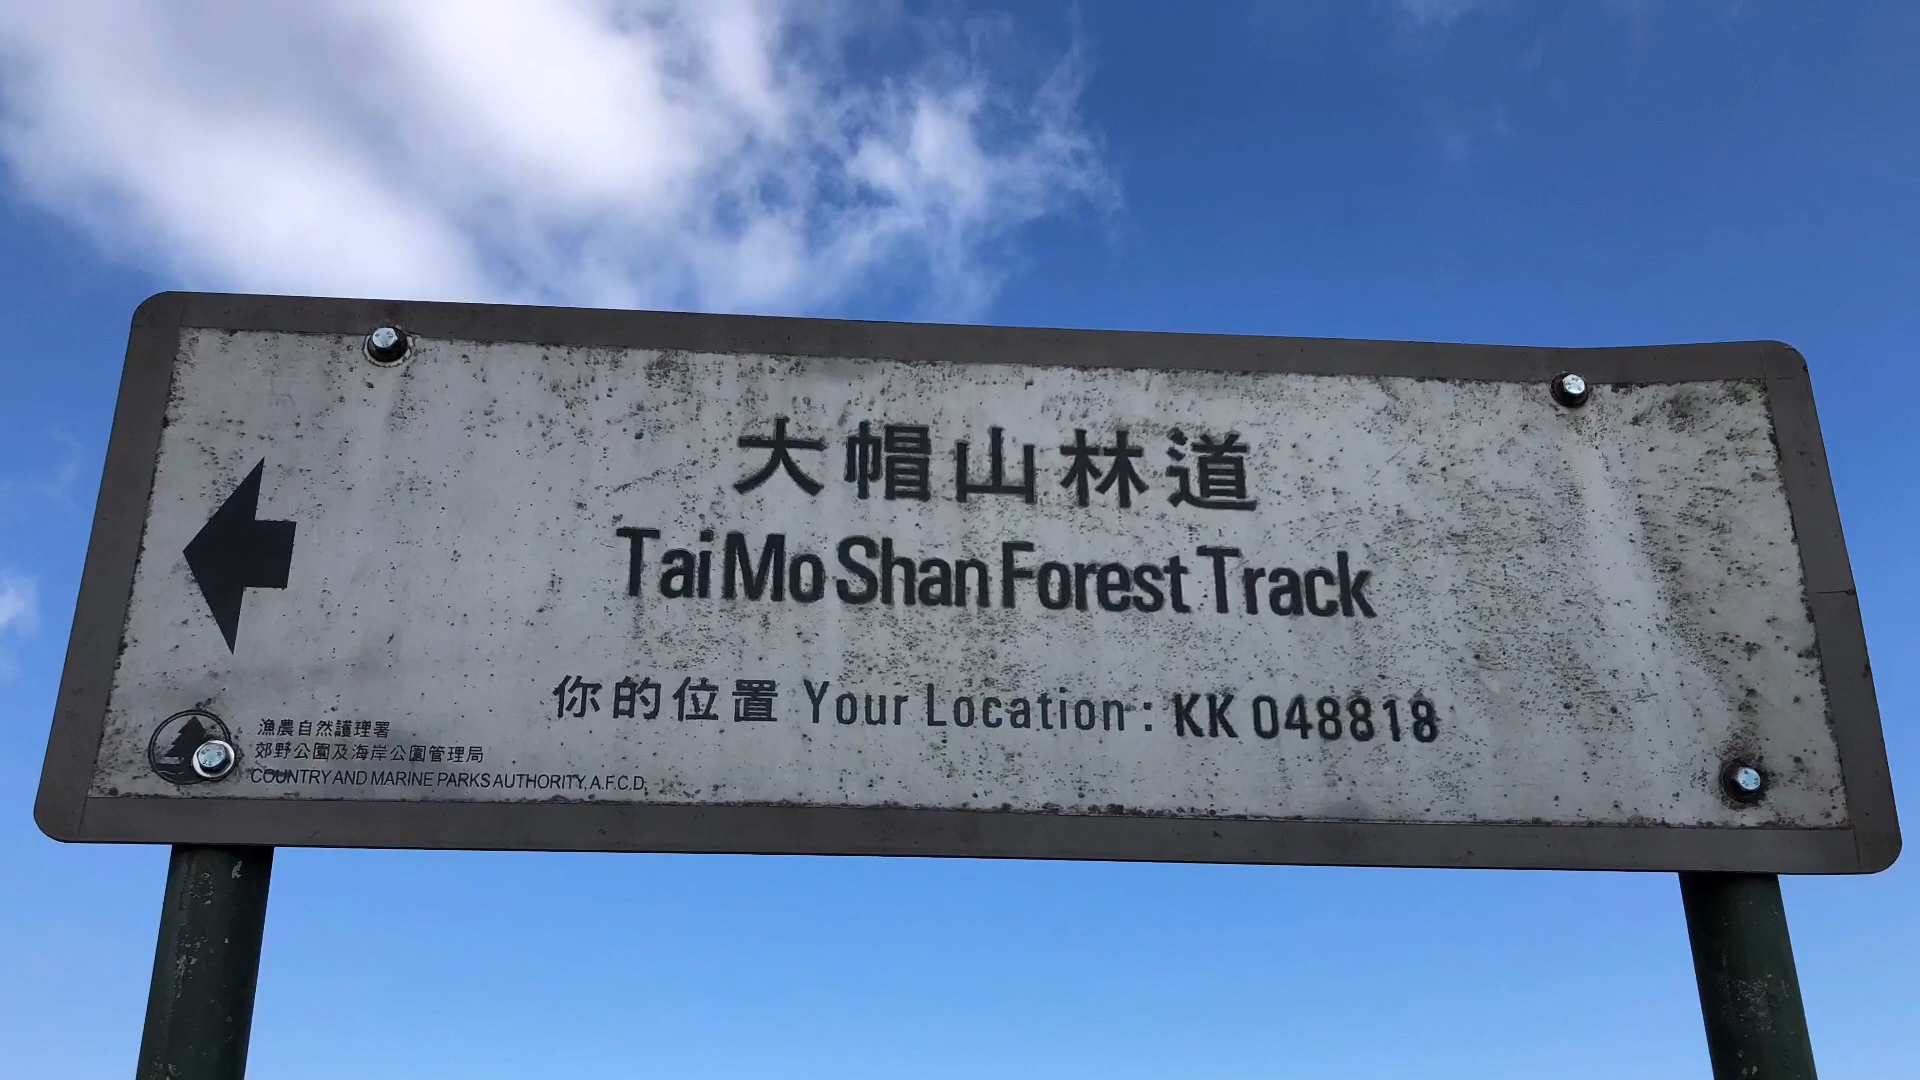 大帽山林道
Tai Mo Shan Forest Track
你的位置 Your Location : KK 048818
漁農自然護理署
郊野公園及海岸公園管理局
COUNTRY AND MARINE PARKS AUTHORITY, A.F.C.D.